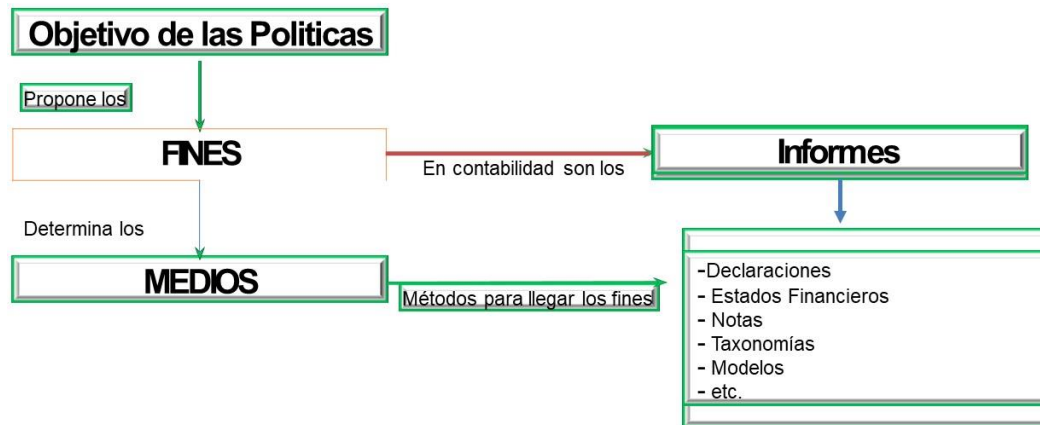 Objetivo de las Politicas
Propone los
FINES
En contabilidad son los
Informes
Determina los
MEDIOS
Métodos para llegar los fines
-Declaraciones
- Estados Financieros
- Notas
- Taxonomías
- Modelos
- etc.